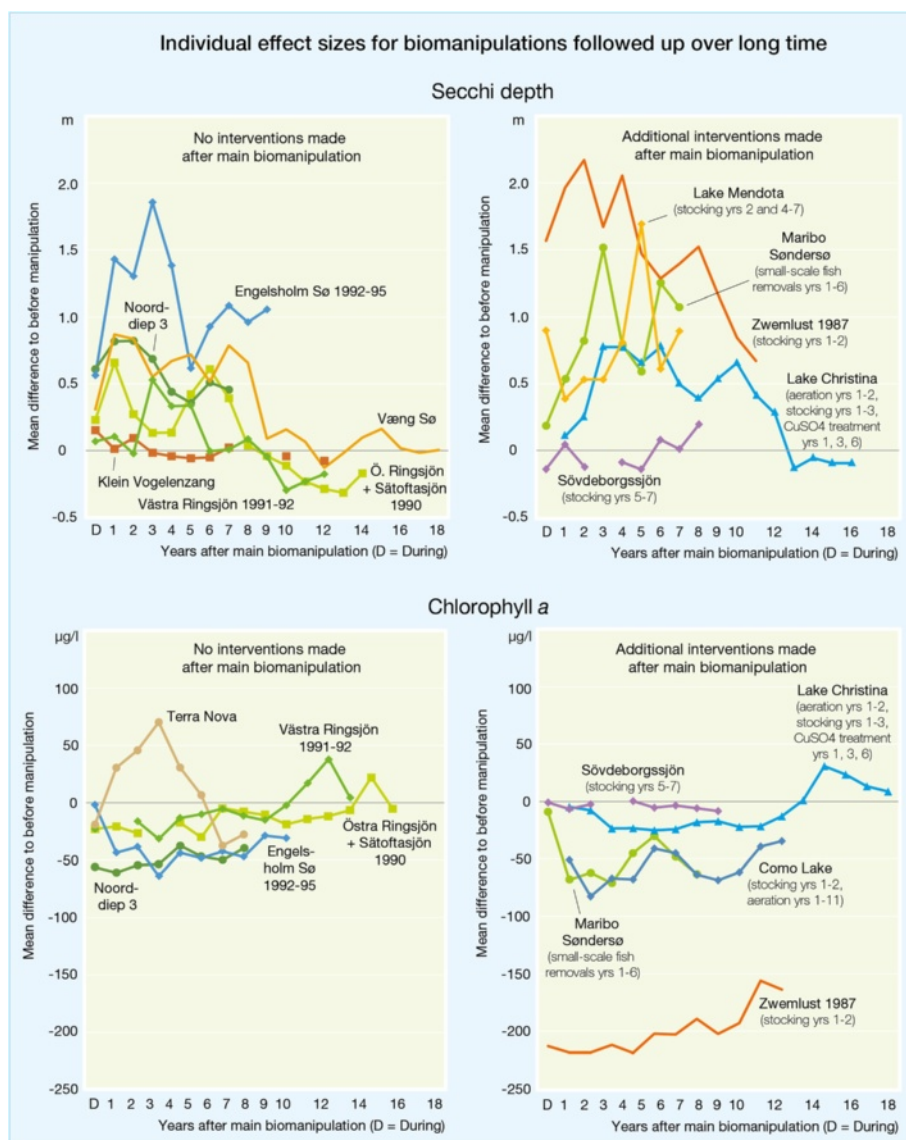 Individual effect sizes for biomanipulations followed up over long time
Secchi depth
m
No interventions made
after main biomanipulation
Mean difference to before manipulation
2.0
1.5
1.0
0.5
0
-0.5
Engelsholm Sø 1992-95
Noord-
diep 3
Væng Sø
Klein Vogelenzang
Västra Ringsjön 1991-92
Ö. Ringsjön
+ Sätoftasjön
1990
D 1 2 3 4 5 6 7 8 9 10 12 14 16 18
Years after main biomanipulation (D = During)
m
Additional interventions made
after main biomanipulation
Mean difference to before manipulation
2.0
1.5
1.0
0.5
0
-0.5
Lake Mendota
(stocking yrs 2 and 4-7)
Maribo
Søndersø
(small-scale fish
removals yrs 1-6)
Zwemlust 1987
(stocking yrs 1-2)
Lake Christina
(aeration yrs 1-2,
stocking yrs 1-3,
CuSO4 treatment
yrs 1, 3, 6)
Sövdeborgssjön
(stocking yrs 5-7)
D 1 2 3 4 5 6 7 8 9 10 12 14 16 18
Years after main biomanipulation (D = During)
Chlorophyll a
µg/l
No interventions made
after main biomanipulation
Mean difference to before manipulation
100
50
0
-50
-100
-150
-200
-250
Terra Nova
Västra Ringsjön
1991-92
Östra Ringsjön
+ Sätoftasjön
1990
Engels-
holm Sø
1992-95
Noord-
diep 3
D 1 2 3 4 5 6 7 8 9 10 12 14 16 18
Years after main biomanipulation (D = During)
µg/l
Additional interventions made
after main biomanipulation
Mean difference to before manipulation
100
50
0
-50
-100
-150
-200
-250
Lake Christina
(aeration yrs 1-2,
stocking yrs 1-3,
CuSO4 treatment
yrs 1, 3, 6)
Sövdeborgssjön
(stocking yrs 5-7)
Como Lake
(stocking yrs 1-2,
aeration yrs 1-11)
Maribo
Søndersø
(small-scale fish
removals yrs 1-6)
Zwemlust 1987
(stocking yrs 1-2)
D 1 2 3 4 5 6 7 8 9 10 12 14 16 18
Years after main biomanipulation (D = During)